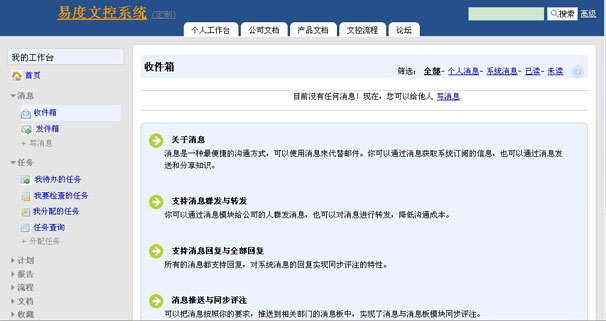 易度文控系统 (定制)
搜索 高级
个人工作台 公司文档 产品文档 文控流程 论坛
我的工作台
首页
消息
收件箱
发件箱
+ 写消息
任务
我待办的任务
我要检查的任务
我分配的任务
任务查询
+ 分配任务
计划
报告
流程
文档
收藏
收件箱
筛选： 全部- 个人消息- 系统消息- 已读- 未读
目前没有任何消息！现在，您可以给他人 写消息
关于消息
消息是一种最便捷的沟通方式，可以使用消息来代替邮件。你可以通过消息获取系统订阅的信息，也可以通过消息发
送和分享知识。
支持消息群发与转发
你可以通过消息模块给公司的人群发消息，也可以对消息进行转发，降低沟通成本。
支持消息回复与全部回复
所有的消息都支持回复，对系统消息的回复实现同步评注的特性。
消息推送与同步评注
可以把消息按照你的要求，推送到相关部门的消息板中，实现了消息与消息板模块同步评注。